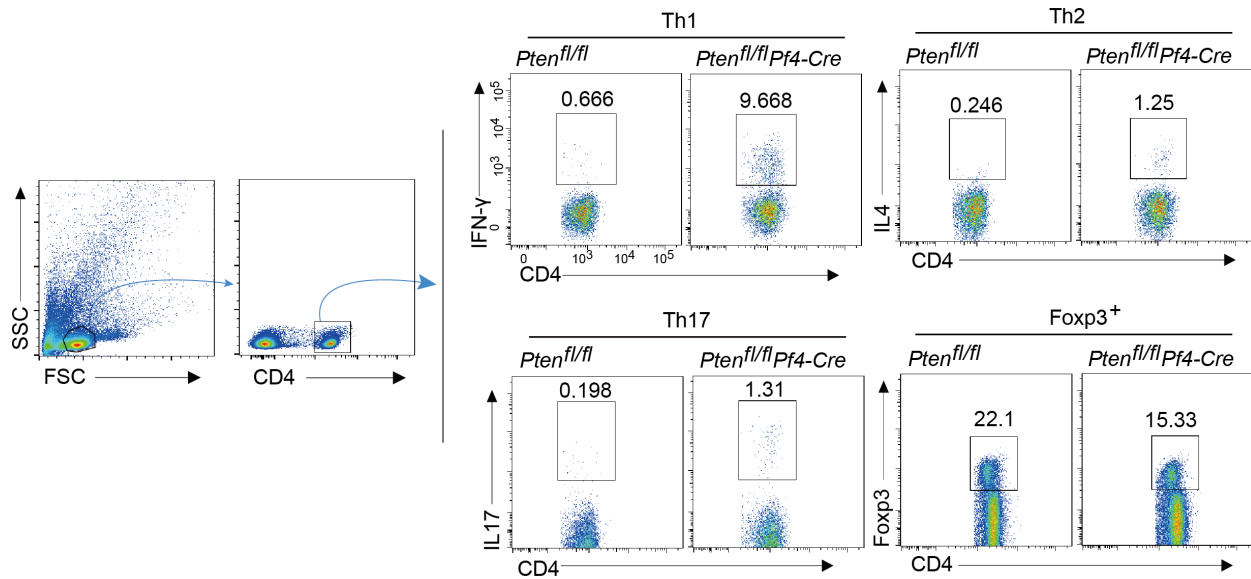 SSC
FSC
CD4
Th1
Pten^fl/fl Pten^fl/fl Pf4-Cre
IFN-γ
10^5
10^4
10^3
0
0.666 9.668
0 10^3 10^4 10^5
CD4
Th2
Pten^fl/fl Pten^fl/fl Pf4-Cre
IL4
0.246 1.25
CD4
Th17
Pten^fl/fl Pten^fl/fl Pf4-Cre
IL17
0.198 1.31
CD4
Foxp3^+
Pten^fl/fl Pten^fl/fl Pf4-Cre
Foxp3
22.1 15.33
CD4